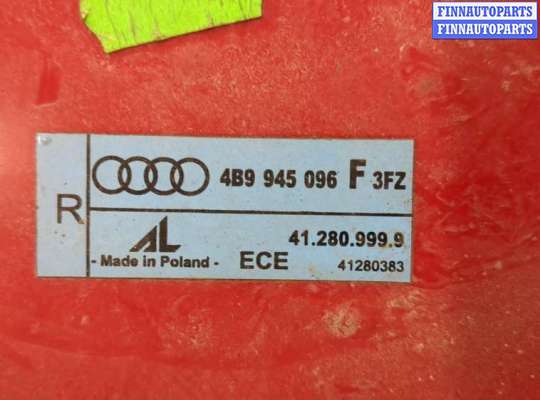 FINNAUTOPARTS
FINNAUTOPARTS
4B9 945 096 F 3FZ
R
AL
41.280.999.9
- Made in Poland - ECE 41280383